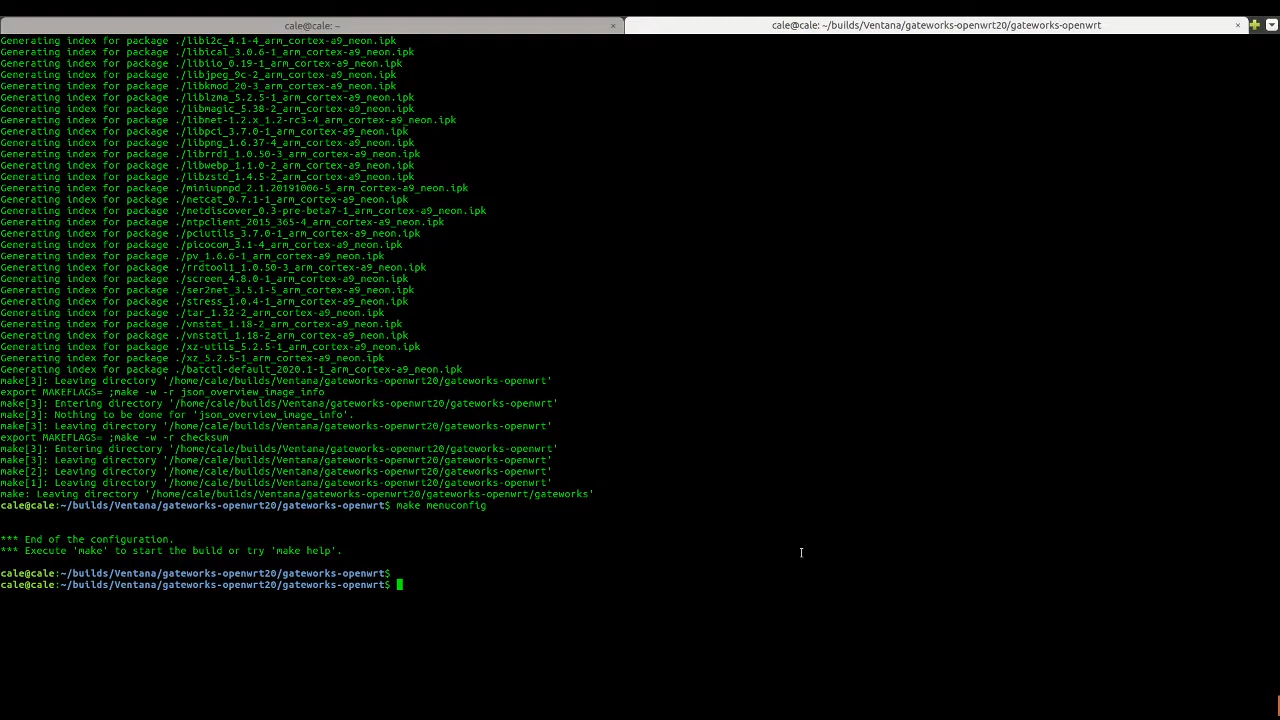 cale@cale: ~
cale@cale: ~/builds/Ventana/gateworks-openwrt20/gateworks-openwrt
Generating index for package ./libi2c_4.1-4_arm_cortex-a9_neon.ipk
Generating index for package ./libical_3.0.6-1_arm_cortex-a9_neon.ipk
Generating index for package ./libiio_0.19-1_arm_cortex-a9_neon.ipk
Generating index for package ./libjpeg_9c-2_arm_cortex-a9_neon.ipk
Generating index for package ./libkmod_20-3_arm_cortex-a9_neon.ipk
Generating index for package ./liblzma_5.2.5-1_arm_cortex-a9_neon.ipk
Generating index for package ./libmagic_5.38-2_arm_cortex-a9_neon.ipk
Generating index for package ./libnet-1.2.x_1.2-rc3-4_arm_cortex-a9_neon.ipk
Generating index for package ./libpci_3.7.0-1_arm_cortex-a9_neon.ipk
Generating index for package ./libpng_1.6.37-4_arm_cortex-a9_neon.ipk
Generating index for package ./librrd1_1.0.50-3_arm_cortex-a9_neon.ipk
Generating index for package ./libwebp_1.1.0-2_arm_cortex-a9_neon.ipk
Generating index for package ./libzstd_1.4.5-2_arm_cortex-a9_neon.ipk
Generating index for package ./miniupnpd_2.1.20191006-5_arm_cortex-a9_neon.ipk
Generating index for package ./netcat_0.7.1-1_arm_cortex-a9_neon.ipk
Generating index for package ./netdiscover_0.3-pre-beta7-1_arm_cortex-a9_neon.ipk
Generating index for package ./ntpclient_2015_365-4_arm_cortex-a9_neon.ipk
Generating index for package ./pciutils_3.7.0-1_arm_cortex-a9_neon.ipk
Generating index for package ./picocom_3.1-4_arm_cortex-a9_neon.ipk
Generating index for package ./pv_1.6.6-1_arm_cortex-a9_neon.ipk
Generating index for package ./rrdtool1_1.0.50-3_arm_cortex-a9_neon.ipk
Generating index for package ./screen_4.8.0-1_arm_cortex-a9_neon.ipk
Generating index for package ./ser2net_3.5.1-5_arm_cortex-a9_neon.ipk
Generating index for package ./stress_1.0.4-1_arm_cortex-a9_neon.ipk
Generating index for package ./tar_1.32-2_arm_cortex-a9_neon.ipk
Generating index for package ./vnstat_1.18-2_arm_cortex-a9_neon.ipk
Generating index for package ./vnstati_1.18-2_arm_cortex-a9_neon.ipk
Generating index for package ./xz-utils_5.2.5-1_arm_cortex-a9_neon.ipk
Generating index for package ./xz_5.2.5-1_arm_cortex-a9_neon.ipk
Generating index for package ./batctl-default_2020.1-1_arm_cortex-a9_neon.ipk
make[3]: Leaving directory '/home/cale/builds/Ventana/gateworks-openwrt20/gateworks-openwrt'
export MAKEFLAGS= ;make -w -r json_overview_image_info
make[3]: Entering directory '/home/cale/builds/Ventana/gateworks-openwrt20/gateworks-openwrt'
make[3]: Nothing to be done for 'json_overview_image_info'.
make[3]: Leaving directory '/home/cale/builds/Ventana/gateworks-openwrt20/gateworks-openwrt'
export MAKEFLAGS= ;make -w -r checksum
make[3]: Entering directory '/home/cale/builds/Ventana/gateworks-openwrt20/gateworks-openwrt'
make[3]: Leaving directory '/home/cale/builds/Ventana/gateworks-openwrt20/gateworks-openwrt'
make[2]: Leaving directory '/home/cale/builds/Ventana/gateworks-openwrt20/gateworks-openwrt'
make[1]: Leaving directory '/home/cale/builds/Ventana/gateworks-openwrt20/gateworks-openwrt'
make: Leaving directory '/home/cale/builds/Ventana/gateworks-openwrt20/gateworks-openwrt/gateworks'
cale@cale:~/builds/Ventana/gateworks-openwrt20/gateworks-openwrt$ make menuconfig
*** End of the configuration.
*** Execute 'make' to start the build or try 'make help'.
cale@cale:~/builds/Ventana/gateworks-openwrt20/gateworks-openwrt$
cale@cale:~/builds/Ventana/gateworks-openwrt20/gateworks-openwrt$